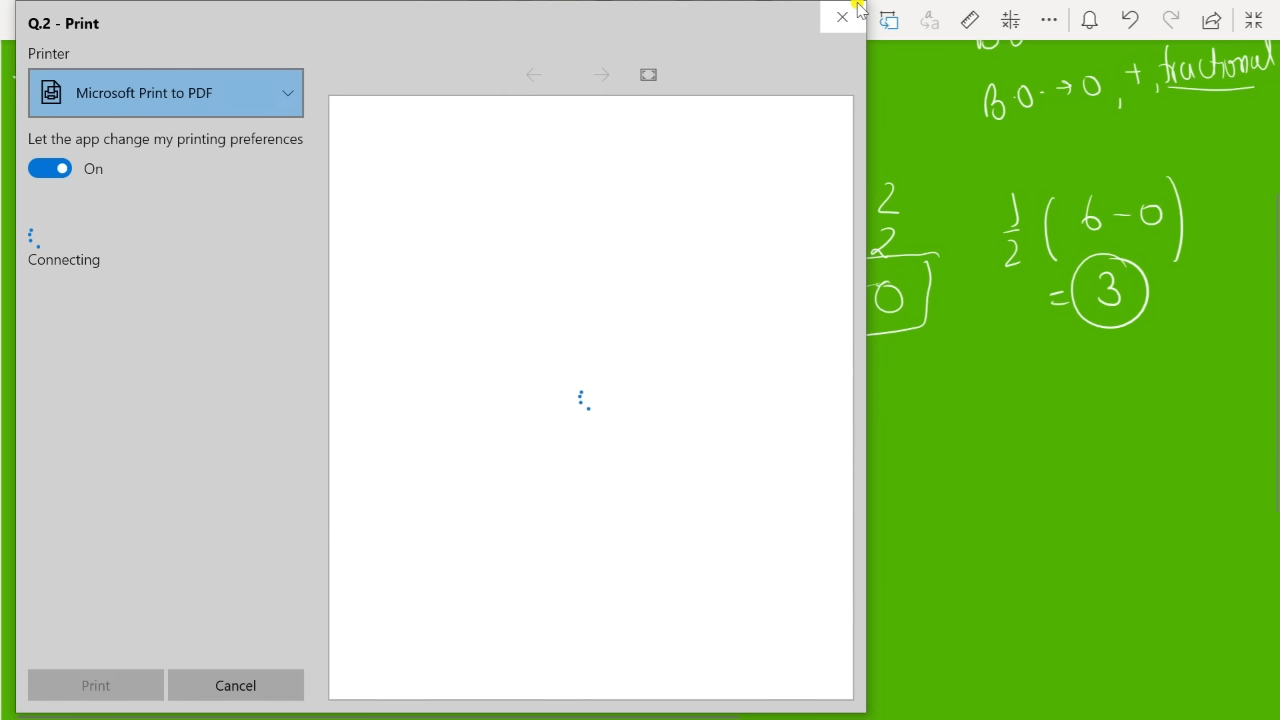 Q.2 - Print
Printer
Microsoft Print to PDF
Let the app change my printing preferences
On
Connecting
Print
Cancel
B.O. → 0, +, fractional
2
2
0
1/2 ( 6 - 0 )
= 3